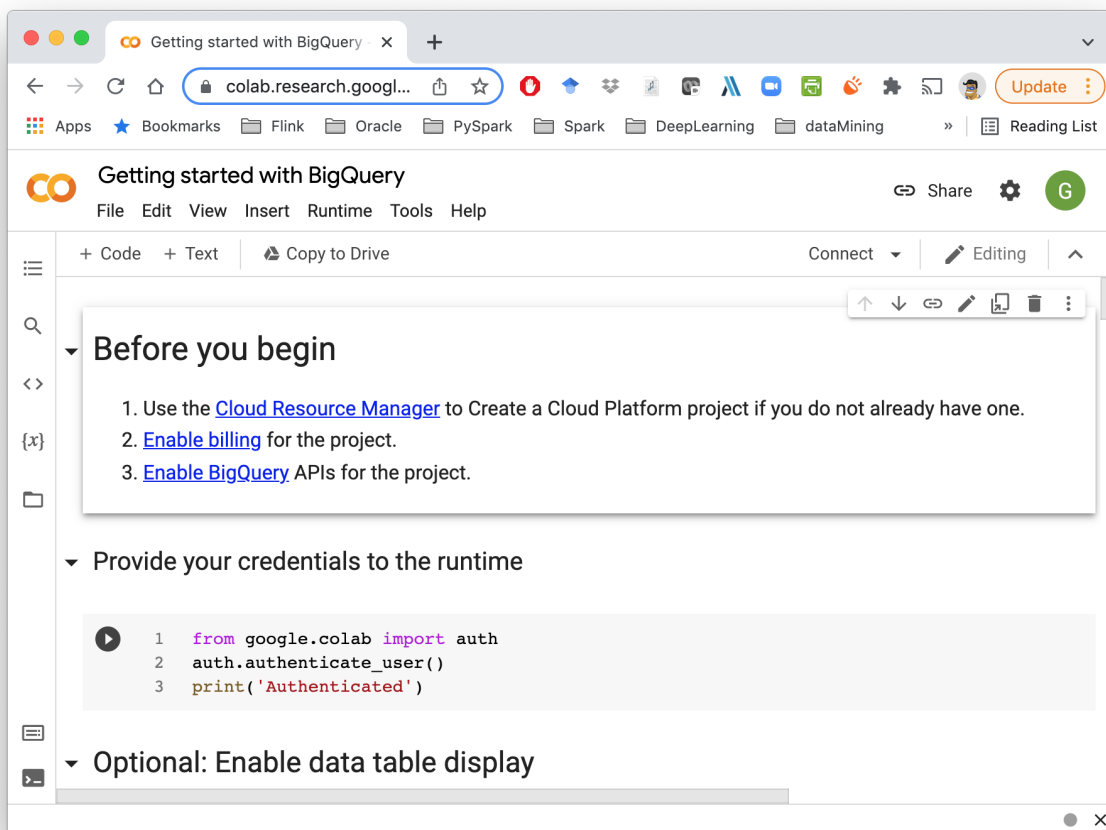 Getting started with BigQuery
colab.research.googl...
Update
Apps
Bookmarks
Flink
Oracle
PySpark
Spark
DeepLearning
dataMining
»
Reading List
Getting started with BigQuery
File Edit View Insert Runtime Tools Help
Share
G
+ Code + Text
Copy to Drive
Connect
Editing
Before you begin
1. Use the Cloud Resource Manager to Create a Cloud Platform project if you do not already have one.
2. Enable billing for the project.
3. Enable BigQuery APIs for the project.
{x}
Provide your credentials to the runtime
1 from google.colab import auth
2 auth.authenticate_user()
3 print('Authenticated')
Optional: Enable data table display